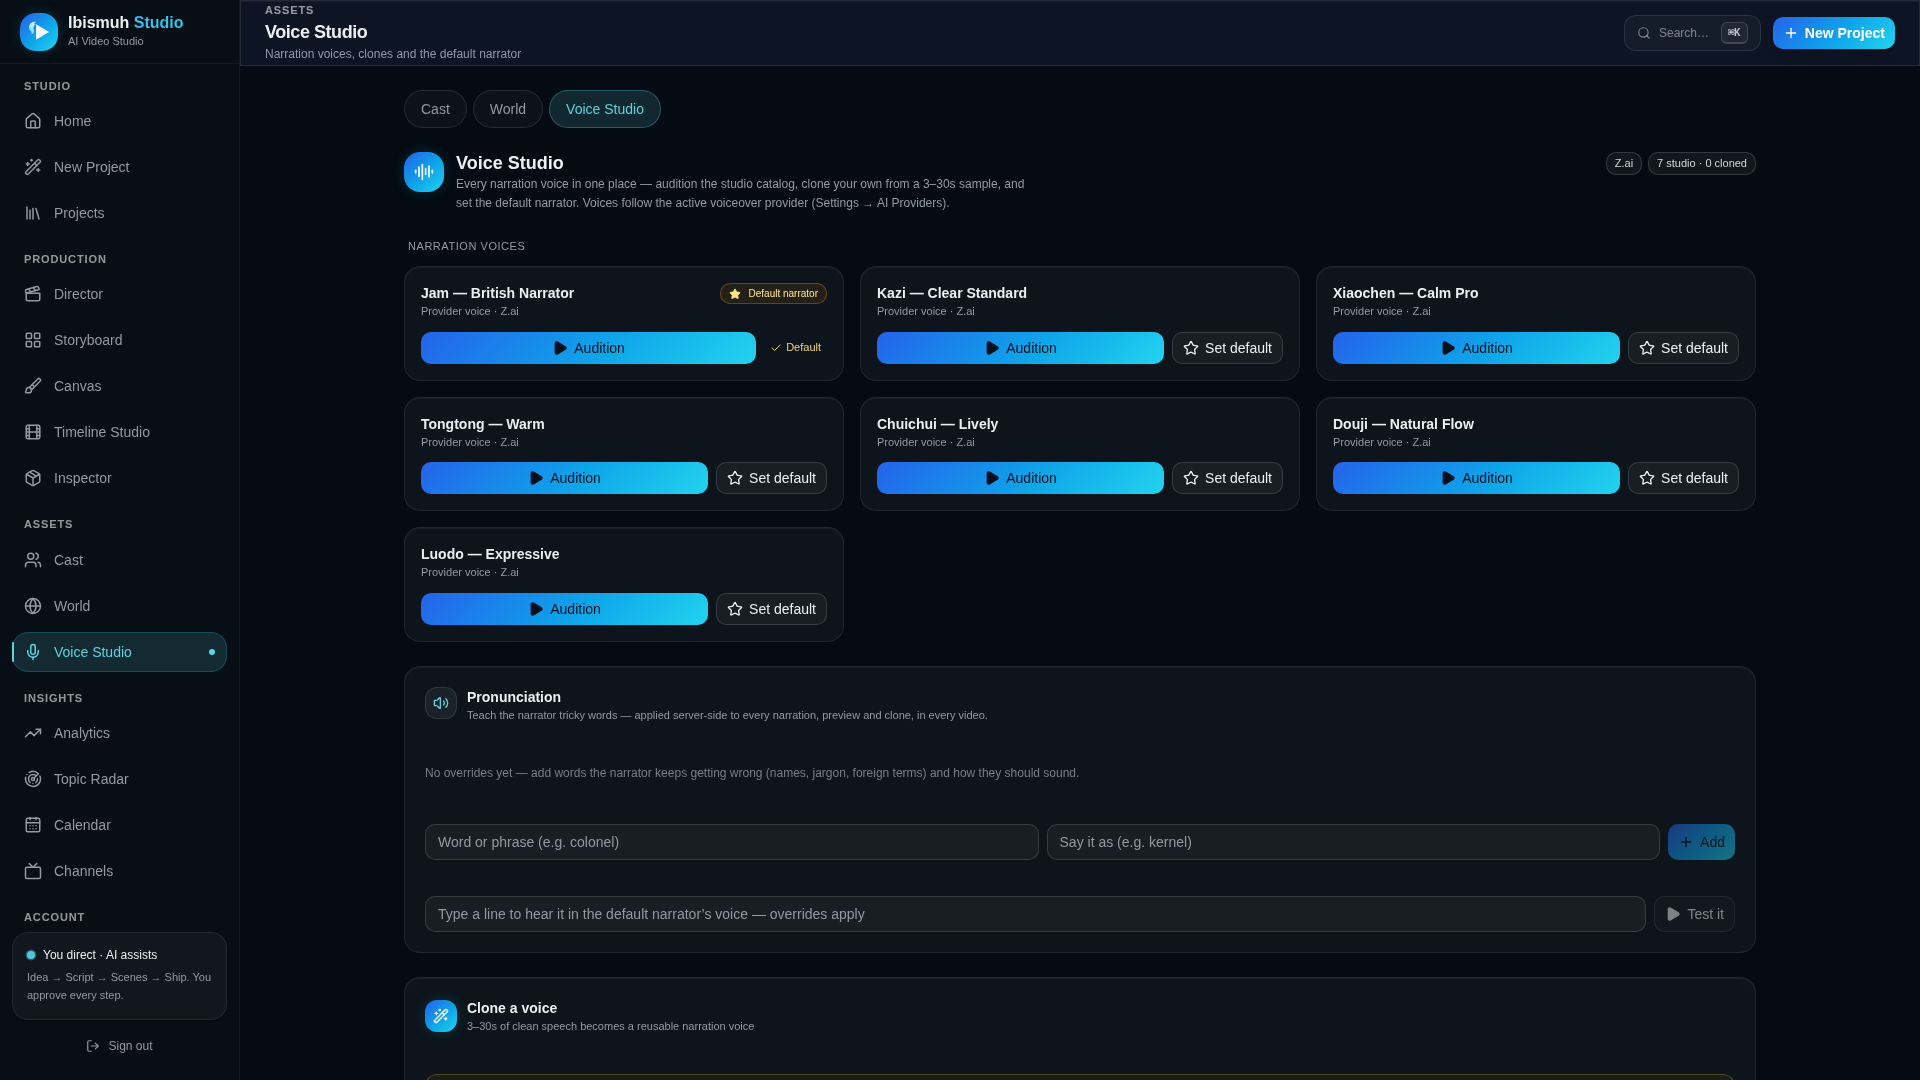 Ibismuh Studio
AI Video Studio
STUDIO
Home
New Project
Projects
PRODUCTION
Director
Storyboard
Canvas
Timeline Studio
Inspector
ASSETS
Cast
World
Voice Studio
INSIGHTS
Analytics
Topic Radar
Calendar
Channels
ACCOUNT
You direct · AI assists
Idea → Script → Scenes → Ship. You
approve every step.
Sign out
ASSETS
Voice Studio
Narration voices, clones and the default narrator
Search…
⌘K
New Project
Cast
World
Voice Studio
Voice Studio
Every narration voice in one place — audition the studio catalog, clone your own from a 3–30s sample, and
set the default narrator. Voices follow the active voiceover provider (Settings → AI Providers).
Z.ai
7 studio · 0 cloned
NARRATION VOICES
Jam — British Narrator
Default narrator
Provider voice · Z.ai
Audition
Default
Kazi — Clear Standard
Provider voice · Z.ai
Audition
Set default
Xiaochen — Calm Pro
Provider voice · Z.ai
Audition
Set default
Tongtong — Warm
Provider voice · Z.ai
Audition
Set default
Chuichui — Lively
Provider voice · Z.ai
Audition
Set default
Douji — Natural Flow
Provider voice · Z.ai
Audition
Set default
Luodo — Expressive
Provider voice · Z.ai
Audition
Set default
Pronunciation
Teach the narrator tricky words — applied server-side to every narration, preview and clone, in every video.
No overrides yet — add words the narrator keeps getting wrong (names, jargon, foreign terms) and how they should sound.
Word or phrase (e.g. colonel)
Say it as (e.g. kernel)
Add
Type a line to hear it in the default narrator’s voice — overrides apply
Test it
Clone a voice
3–30s of clean speech becomes a reusable narration voice